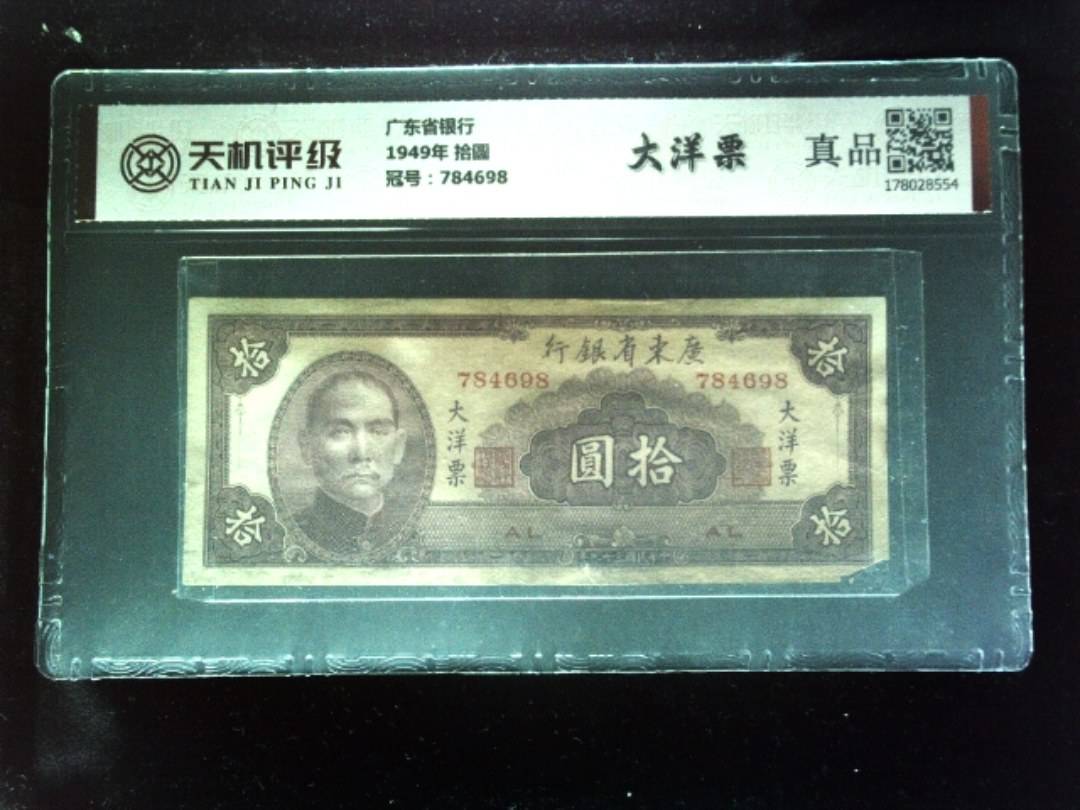 天机评级
TIAN JI PING JI
广东省银行
1949年 拾圓
冠号：784698
大洋票
真品
178028554
拾
行銀省東廣
拾
784698
784698
大洋票
大洋票
圓拾
AL
AL
拾
拾